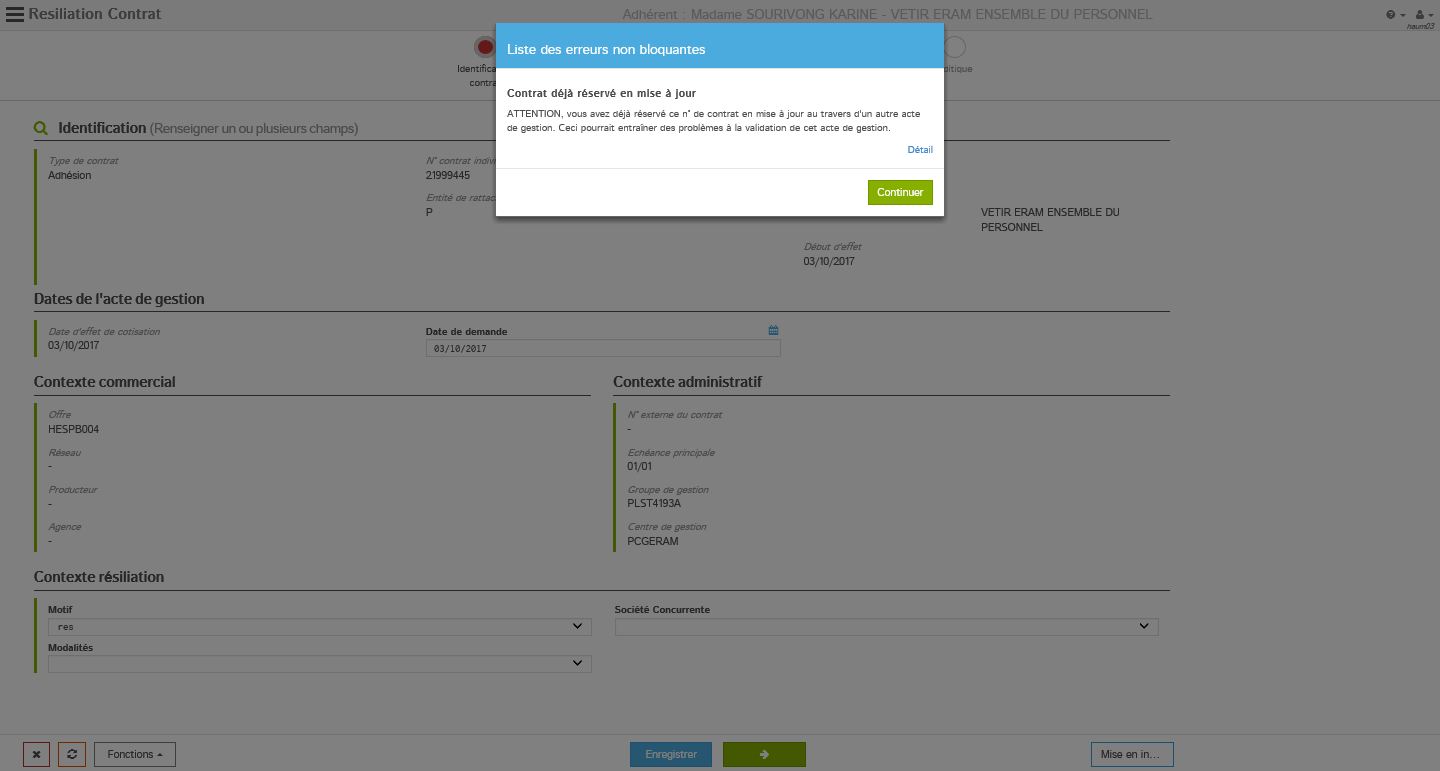 Resiliation Contrat
Adhérent : Madame SOURIVONG KARINE - VETIR ERAM ENSEMBLE DU PERSONNEL
haum03
Liste des erreurs non bloquantes
Contrat déjà réservé en mise à jour
ATTENTION, vous avez déjà réservé ce n° de contrat en mise à jour au travers d'un autre acte
de gestion. Ceci pourrait entraîner des problèmes à la validation de cet acte de gestion.
Détail
Continuer
Identification (Renseigner un ou plusieurs champs)
Type de contrat
Adhésion
N° contrat indivi
21999445
Entité de rattac
P
VETIR ERAM ENSEMBLE DU
PERSONNEL
Début d'effet
03/10/2017
Dates de l'acte de gestion
Date d'effet de cotisation
03/10/2017
Date de demande
03/10/2017
Contexte commercial
Offre
HESPB004
Réseau
-
Producteur
-
Agence
-
Contexte administratif
N° externe du contrat
-
Echéance principale
01/01
Groupe de gestion
PLST4193A
Centre de gestion
PCGERAM
Contexte résiliation
Motif
res
Société Concurrente
Modalités
Fonctions
Enregistrer
Mise en in...